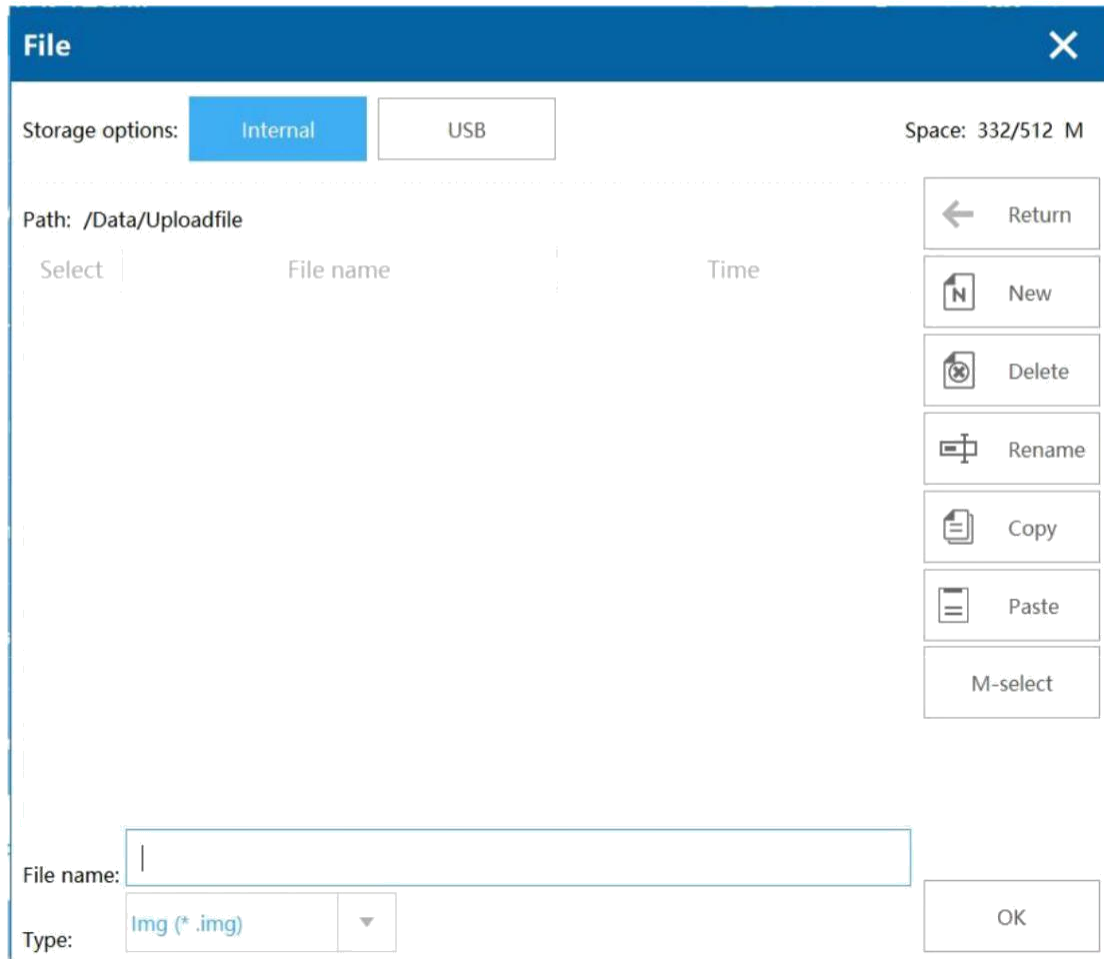 File
Storage options: Internal USB Space: 332/512 M
Path: /Data/Uploadfile
Return
Select File name Time
New
Delete
Rename
Copy
Paste
M-select
File name:
Type: Img (* .img)
OK